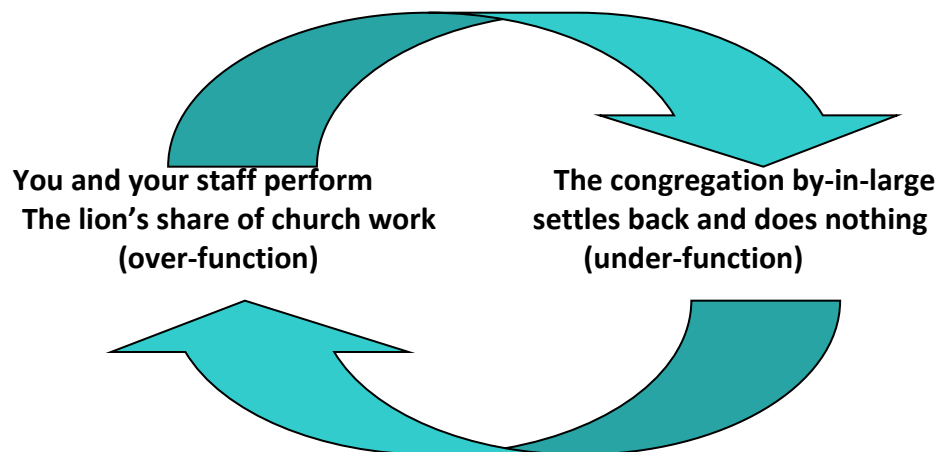 You and your staff perform
The lion’s share of church work
(over-function)
The congregation by-in-large
settles back and does nothing
(under-function)